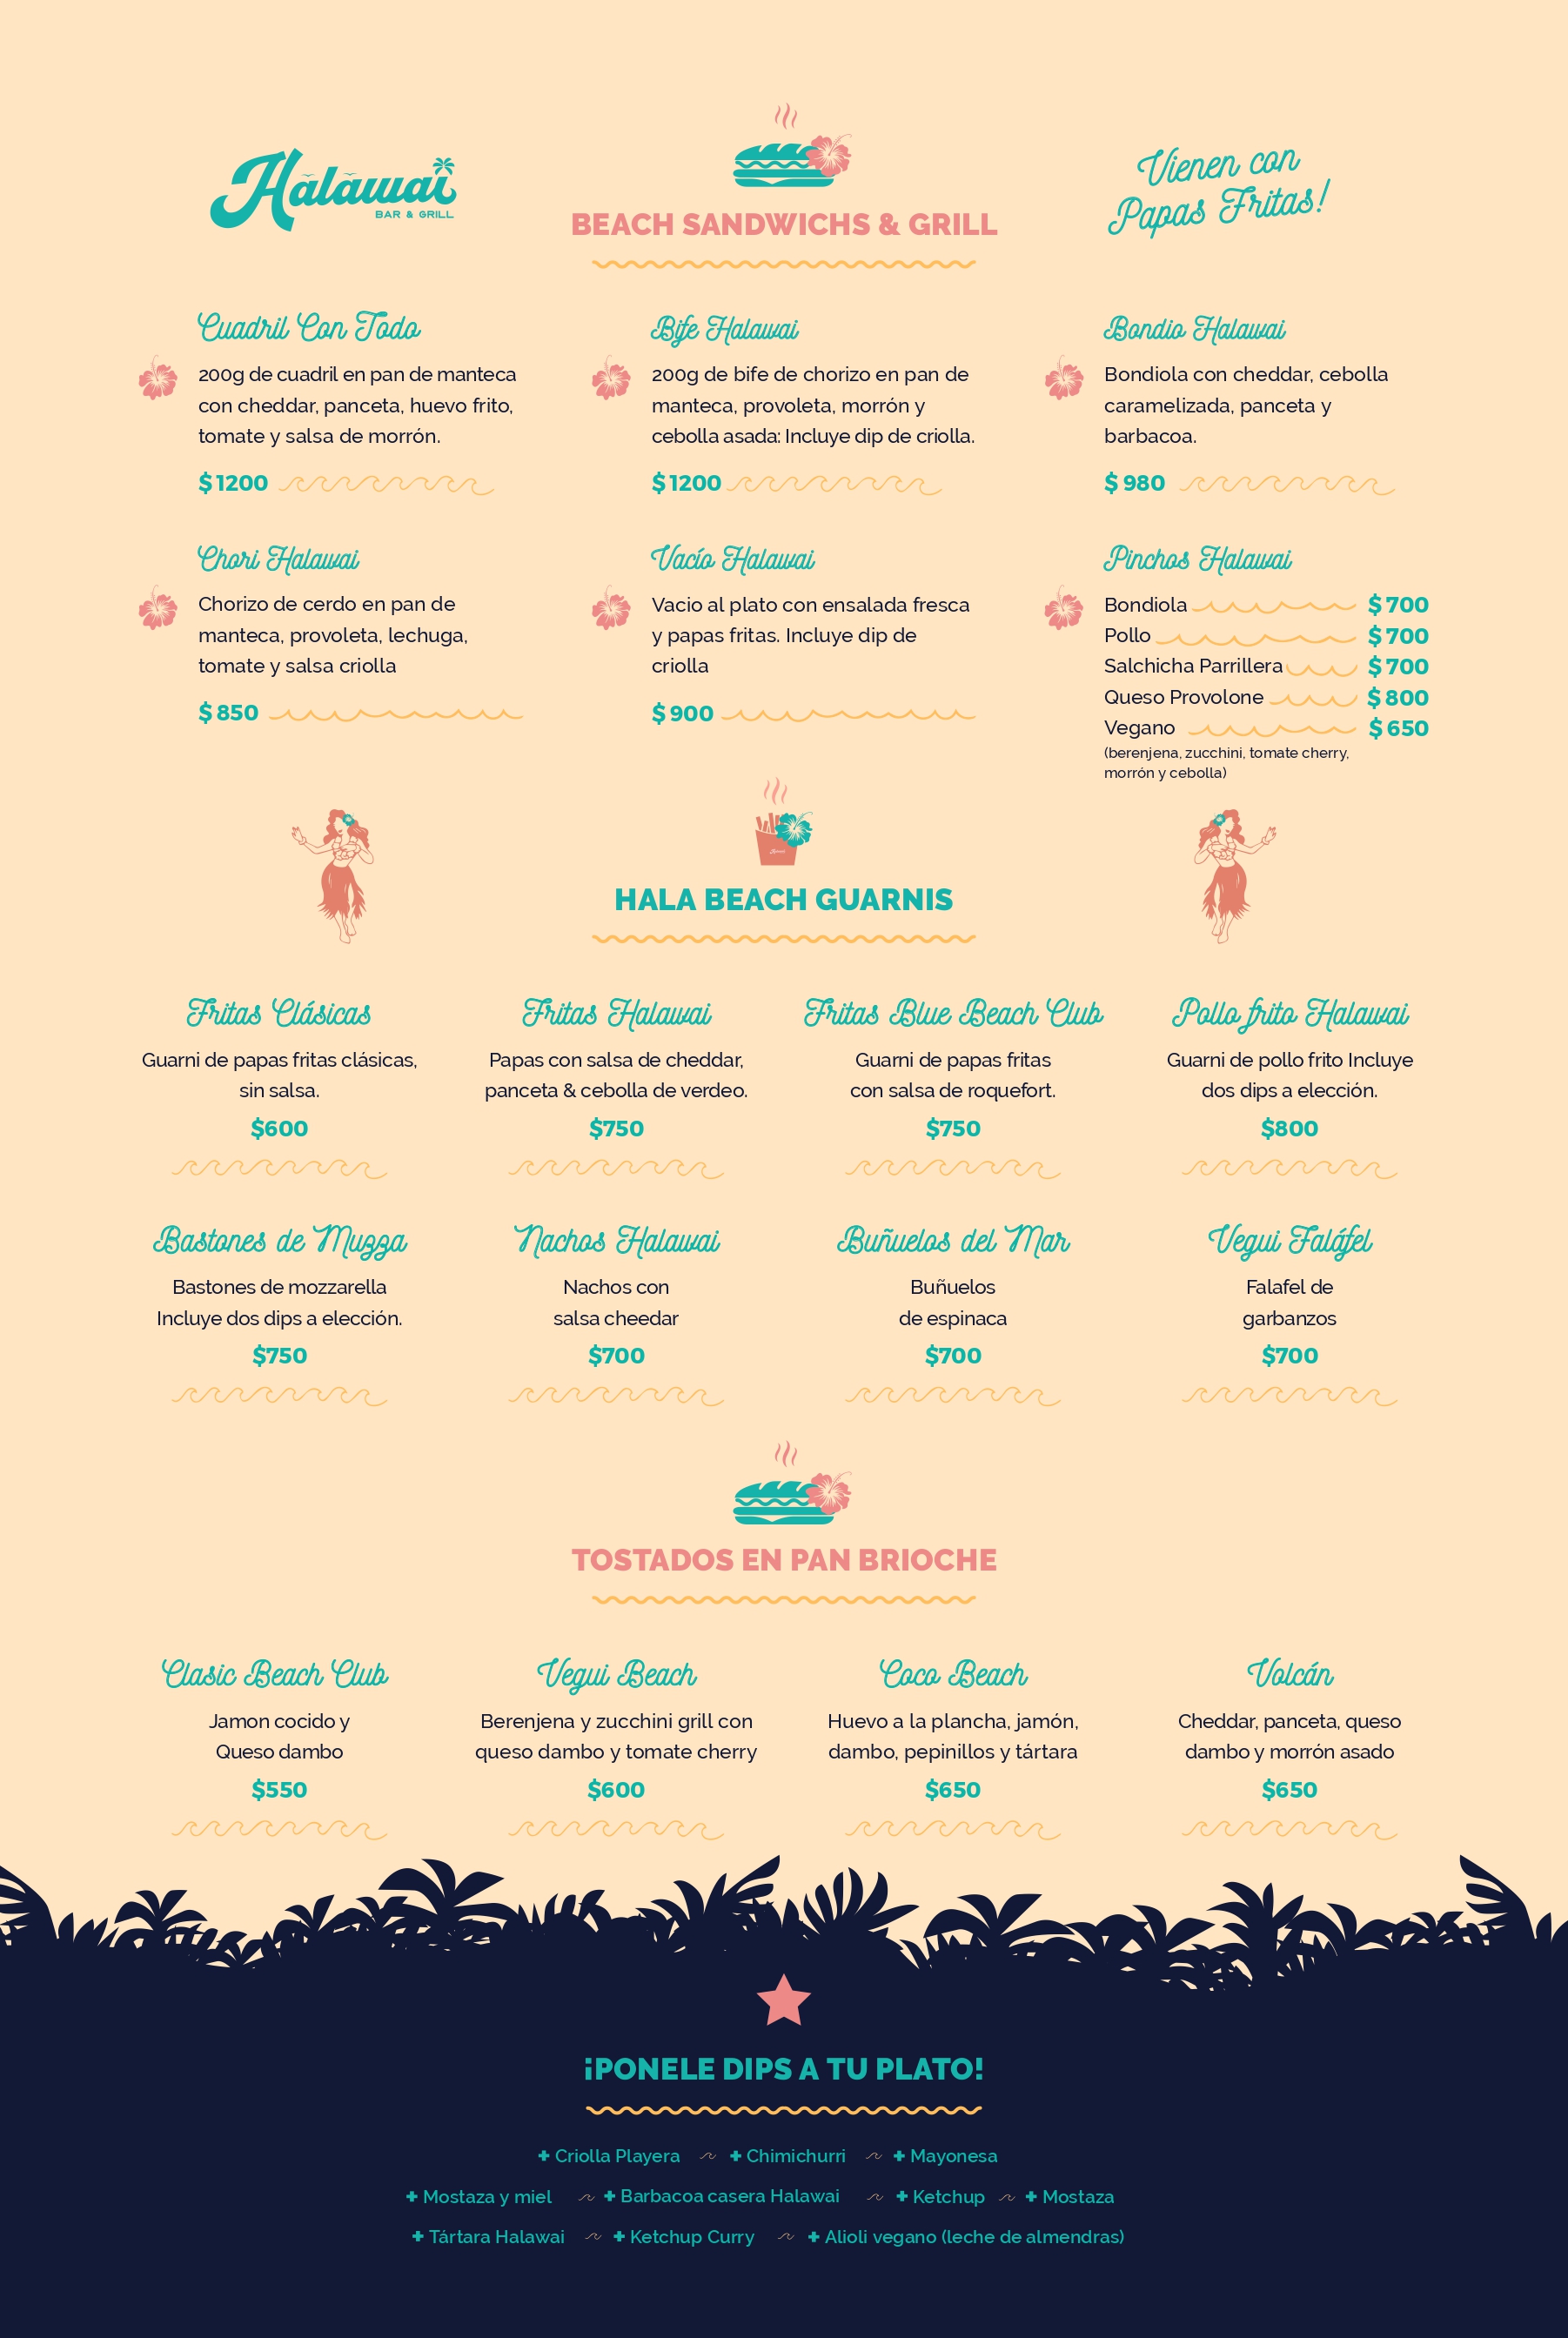 Halawai
BAR & GRILL
BEACH SANDWICHS & GRILL
Vienen con
Papas Fritas!
Cuadril Con Todo
200g de cuadril en pan de manteca
con cheddar, panceta, huevo frito,
tomate y salsa de morrón.
$1200
Bife Halawai
200g de bife de chorizo en pan de
manteca, provoleta, morrón y
cebolla asada: Incluye dip de criolla.
$1200
Bondio Halawai
Bondiola con cheddar, cebolla
caramelizada, panceta y
barbacoa.
$ 980
Chori Halawai
Chorizo de cerdo en pan de
manteca, provoleta, lechuga,
tomate y salsa criolla
$ 850
Vacío Halawai
Vacio al plato con ensalada fresca
y papas fritas. Incluye dip de
criolla
$ 900
Pinchos Halawai
Bondiola $ 700
Pollo $ 700
Salchicha Parrillera $ 700
Queso Provolone $ 800
Vegano $ 650
(berenjena, zucchini, tomate cherry,
morrón y cebolla)
HALA BEACH GUARNIS
Fritas Clásicas
Guarni de papas fritas clásicas,
sin salsa.
$600
Fritas Halawai
Papas con salsa de cheddar,
panceta & cebolla de verdeo.
$750
Fritas Blue Beach Club
Guarni de papas fritas
con salsa de roquefort.
$750
Pollo frito Halawai
Guarni de pollo frito Incluye
dos dips a elección.
$800
Bastones de Muzza
Bastones de mozzarella
Incluye dos dips a elección.
$750
Nachos Halawai
Nachos con
salsa cheedar
$700
Buñuelos del Mar
Buñuelos
de espinaca
$700
Vegui Faláfel
Falafel de
garbanzos
$700
TOSTADOS EN PAN BRIOCHE
Clasic Beach Club
Jamon cocido y
Queso dambo
$550
Vegui Beach
Berenjena y zucchini grill con
queso dambo y tomate cherry
$600
Coco Beach
Huevo a la plancha, jamón,
dambo, pepinillos y tártara
$650
Volcán
Cheddar, panceta, queso
dambo y morrón asado
$650
¡PONELE DIPS A TU PLATO!
+ Criolla Playera + Chimichurri + Mayonesa
+ Mostaza y miel + Barbacoa casera Halawai + Ketchup + Mostaza
+ Tártara Halawai + Ketchup Curry + Alioli vegano (leche de almendras)